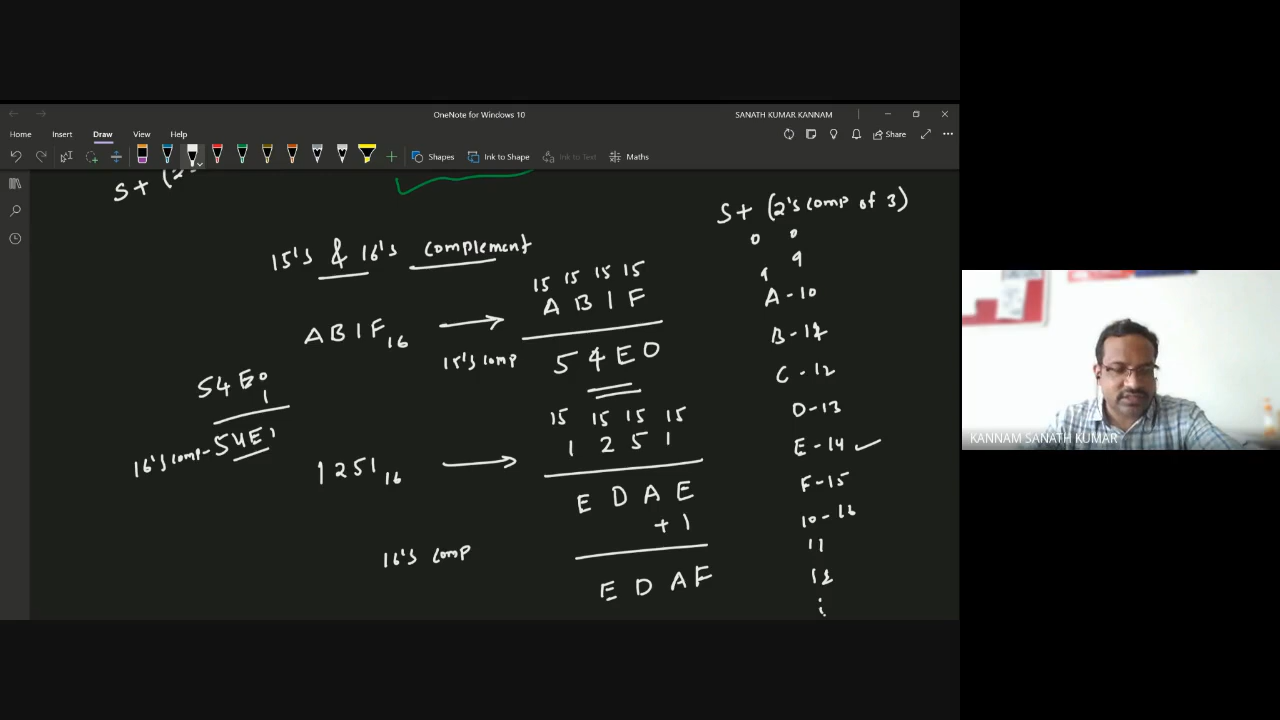 OneNote for Windows 10
SANATH KUMAR KANNAM
Home Insert Draw View Help
Share
Shapes Ink to Shape Ink to Text Maths
S+ (2's
S+ (2's comp of 3)
0 0
9 9
15's & 16's complement
15 15 15 15
A B 1 F
AB1F16
15's comp
5 4 E 0
54E0
1
16's comp - 54E1
15 15 15 15
1 2 5 1
125116
E D A E
+ 1
16's comp
E D A F
A-10
B-11
C-12
D-13
E-14
F-15
10-16
11
12
KANNAM SANATH KUMAR